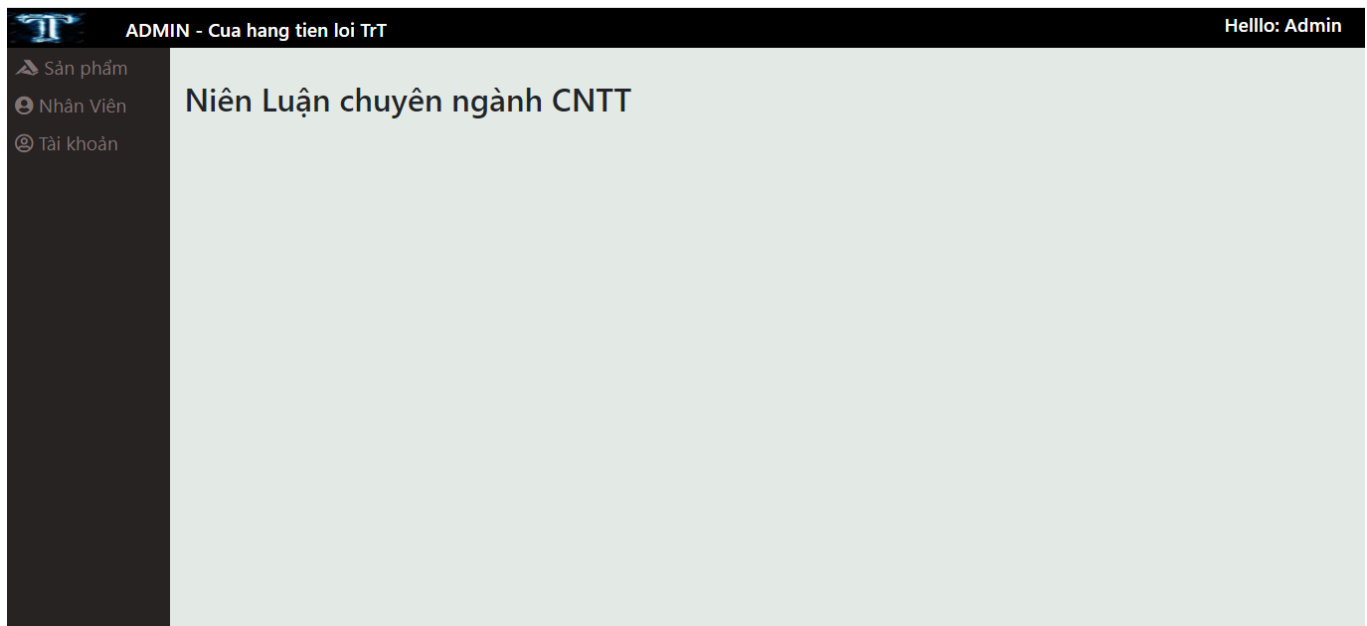 ADMIN - Cua hang tien loi TrT
Helllo: Admin
Sản phẩm
Nhân Viên
Tài khoản
Niên Luận chuyên ngành CNTT